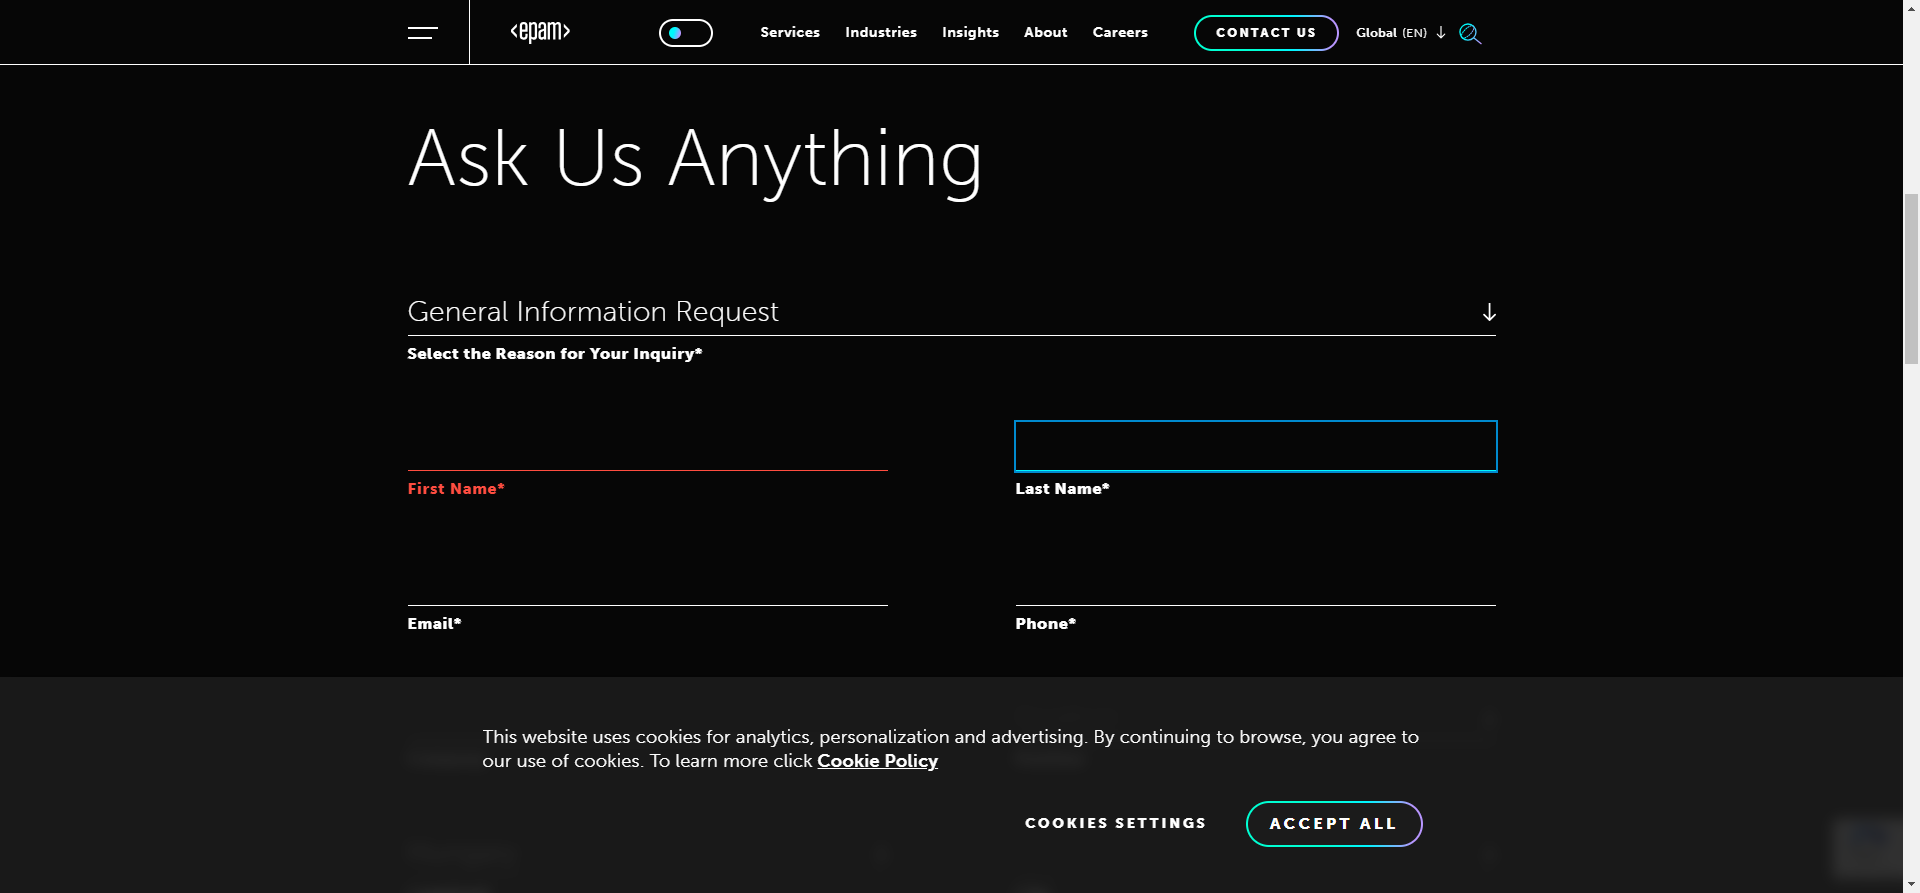 <epam>
Services
Industries
Insights
About
Careers
CONTACT US
Global (EN)
Ask Us Anything
General Information Request
Select the Reason for Your Inquiry*
First Name*
Last Name*
Email*
Phone*
This website uses cookies for analytics, personalization and advertising. By continuing to browse, you agree to
our use of cookies. To learn more click Cookie Policy
COOKIES SETTINGS
ACCEPT ALL